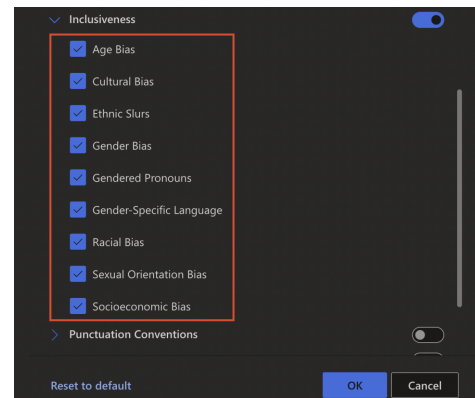 Inclusiveness
Age Bias
Cultural Bias
Ethnic Slurs
Gender Bias
Gendered Pronouns
Gender-Specific Language
Racial Bias
Sexual Orientation Bias
Socioeconomic Bias
Punctuation Conventions
Reset to default OK Cancel